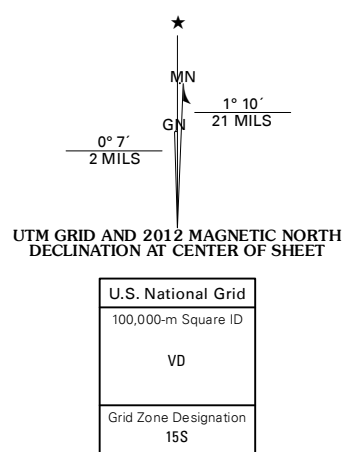 ★
MN
1° 10´
21 MILS
GN
0° 7´
2 MILS
UTM GRID AND 2012 MAGNETIC NORTH
DECLINATION AT CENTER OF SHEET
U.S. National Grid
100,000-m Square ID
VD
Grid Zone Designation
15S